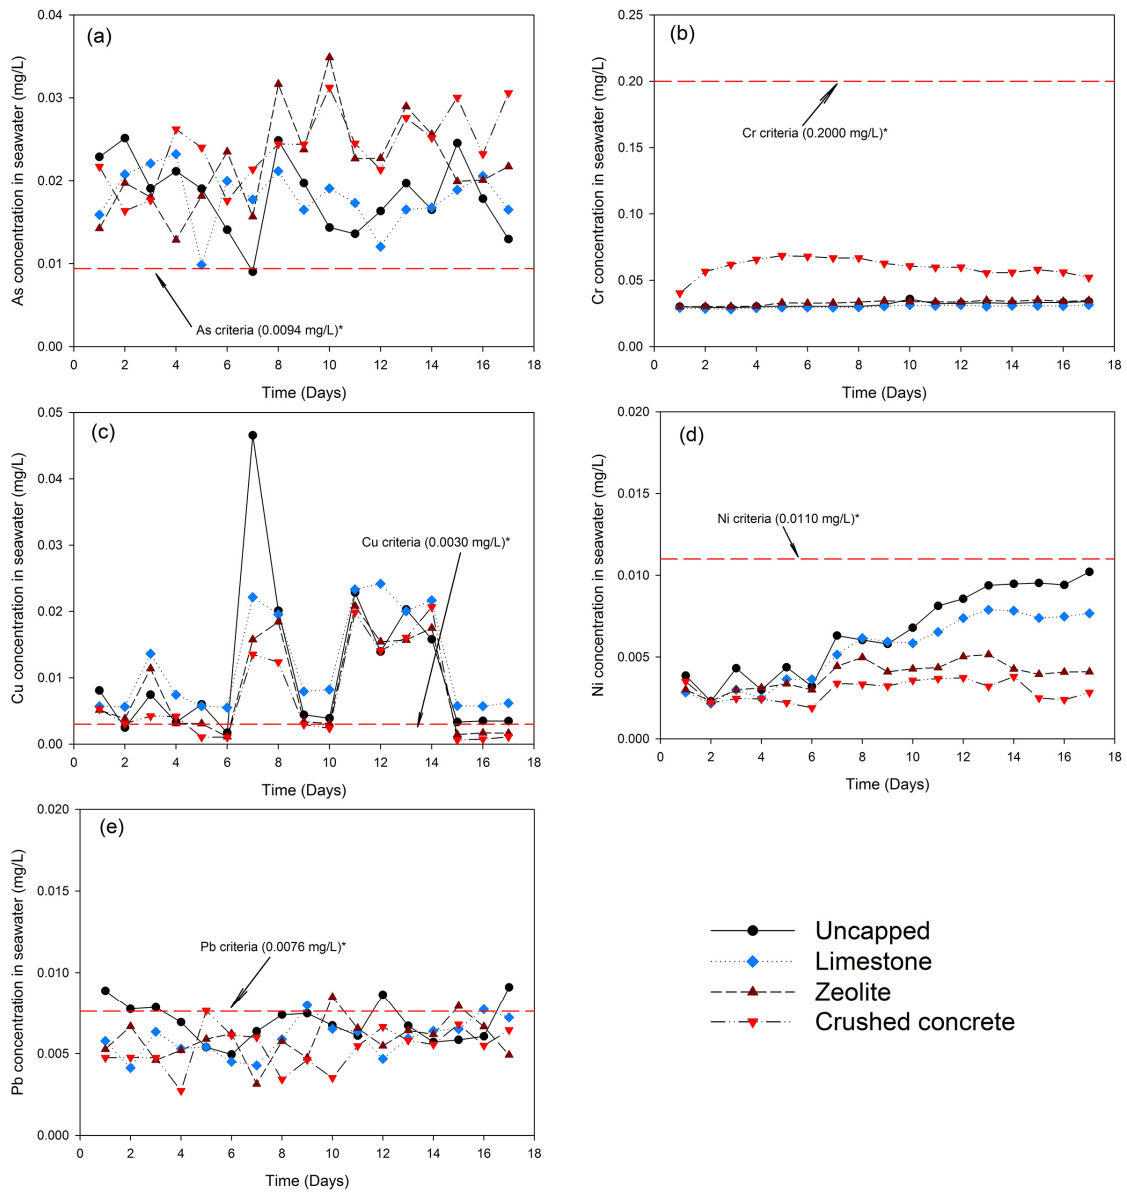 (a)
As concentration in seawater (mg/L)
0.04
0.03
0.02
0.01
0.00
As criteria (0.0094 mg/L)*
0 2 4 6 8 10 12 14 16 18
Time (Days)
(b)
Cr concentration in seawater (mg/L)
0.25
0.20
0.15
0.10
0.05
0.00
Cr criteria (0.2000 mg/L)*
0 2 4 6 8 10 12 14 16 18
Time (Days)
(c)
Cu concentration in seawater (mg/L)
0.05
0.04
0.03
0.02
0.01
0.00
Cu criteria (0.0030 mg/L)*
0 2 4 6 8 10 12 14 16 18
Time (Days)
(d)
Ni concentration in seawater (mg/L)
0.020
0.015
0.010
0.005
0.000
Ni criteria (0.0110 mg/L)*
0 2 4 6 8 10 12 14 16 18
Time (Days)
(e)
Pb concentration in seawater (mg/L)
0.020
0.015
0.010
0.005
0.000
Pb criteria (0.0076 mg/L)*
0 2 4 6 8 10 12 14 16 18
Time (Days)
Uncapped
Limestone
Zeolite
Crushed concrete